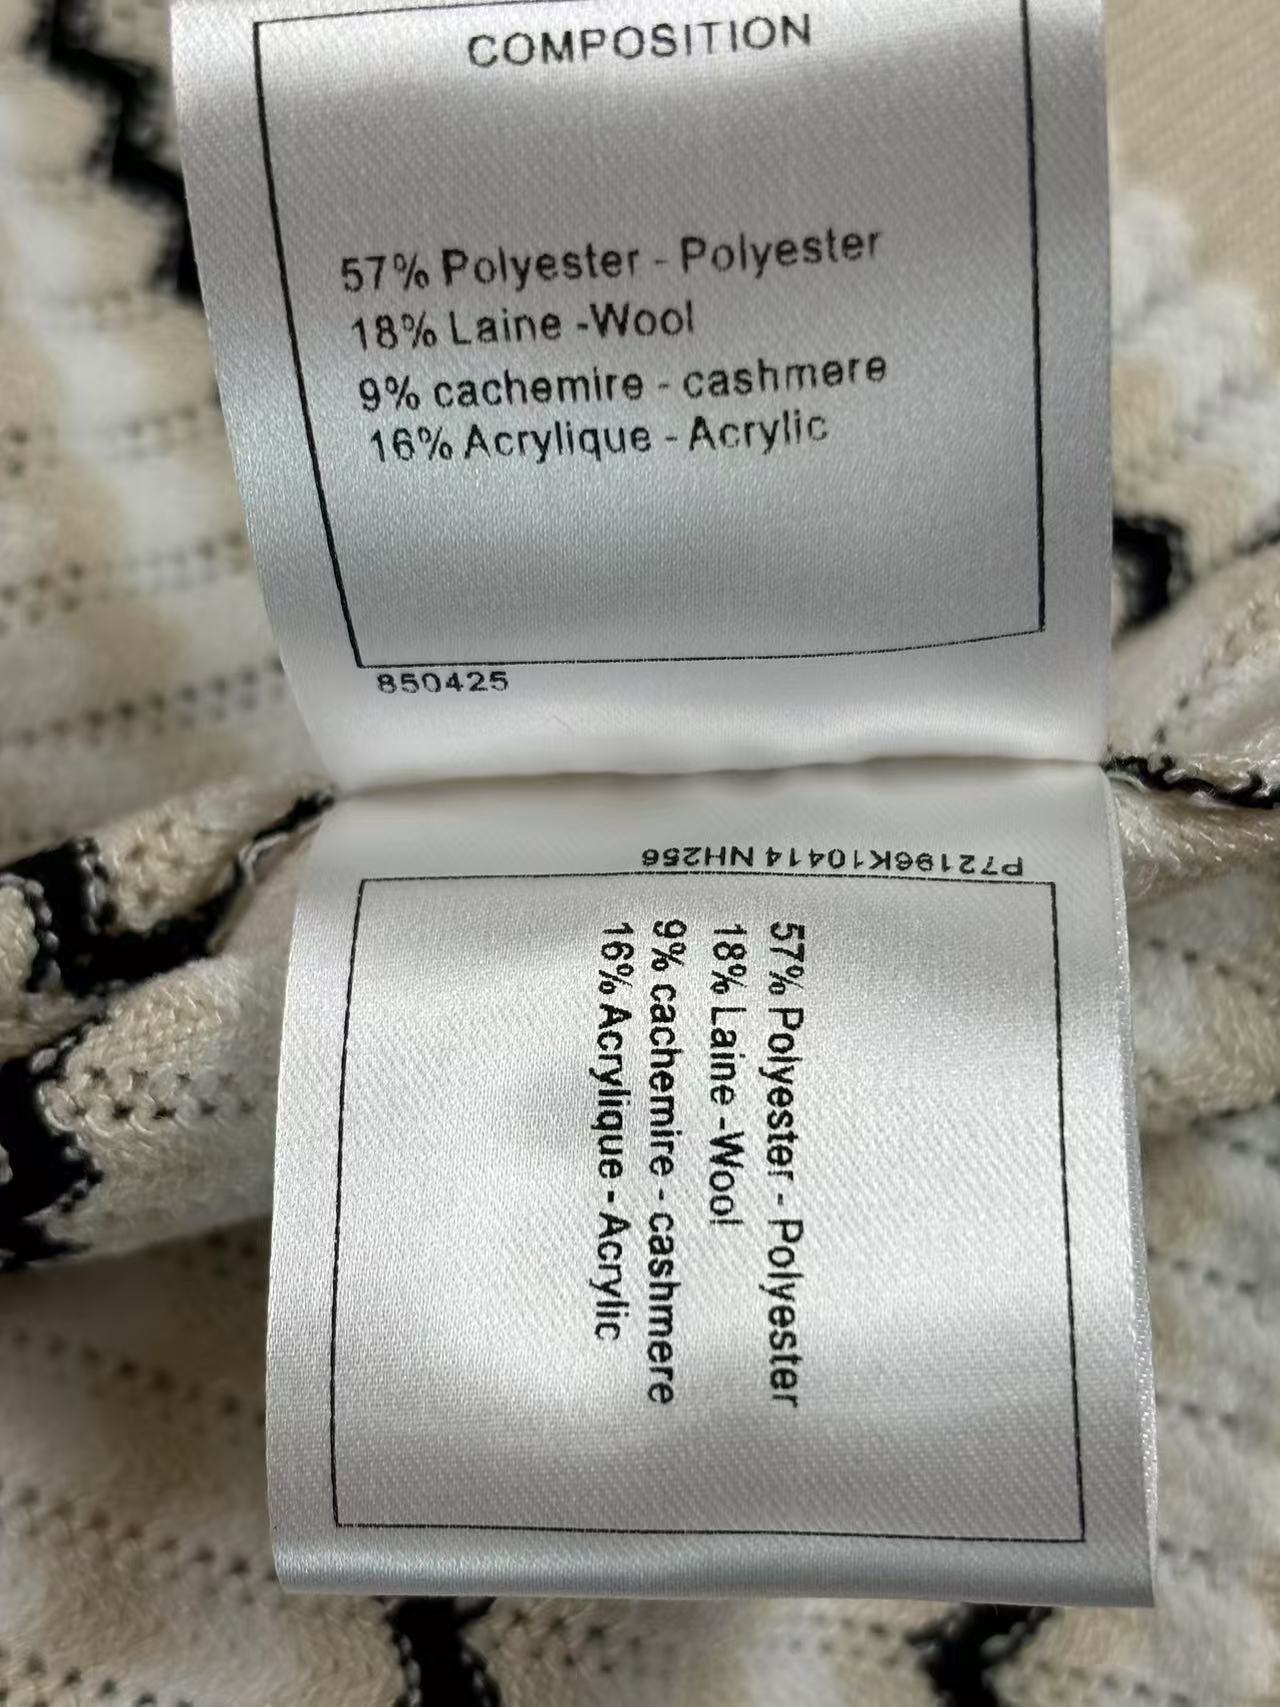 COMPOSITION
57% Polyester - Polyester
18% Laine -Wool
9% cachemire - cashmere
16% Acrylique - Acrylic
850425
P72196K10414 NH256
57% Polyester - Polyester
18% Laine -Wool
9% cachemire - cashmere
16% Acrylique - Acrylic